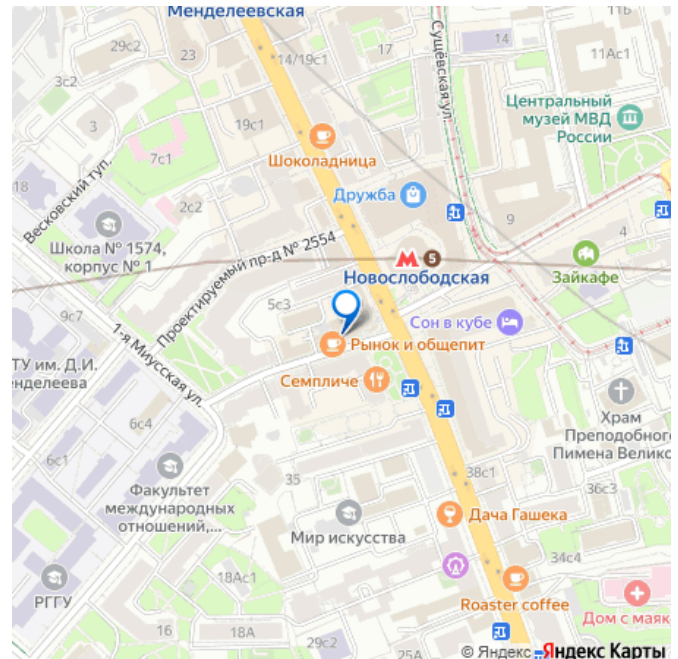 Менделеевская
11Б
29с2
23
14/19с1
17
Сущёвская ул.
14
11Ас1
3с2
3
19с1
Центральный
музей МВД
России
7с1
Шоколадница
18
Весковский туп.
2с2
Дружба
9
4
Школа № 1574,
корпус № 1
Проектируемый пр-д № 2554
5
Новослободская
Зайкафе
5с3
9с7
1-я Миусская ул.
Сон в кубе
Рынок и общепит
ТУ им. Д.И.
енделеева
Семпличе
6с4
Храм
Преподобного
Пимена Велико
6с1
35
38с1
36с3
Факультет
международных
отношений,...
Мир искусства
Дача Гашека
РГГУ
18Ас1
34с4
Roaster coffee
Дом с маяк
16
18А
29с2
25А
© Яндекс
Яндекс Карты